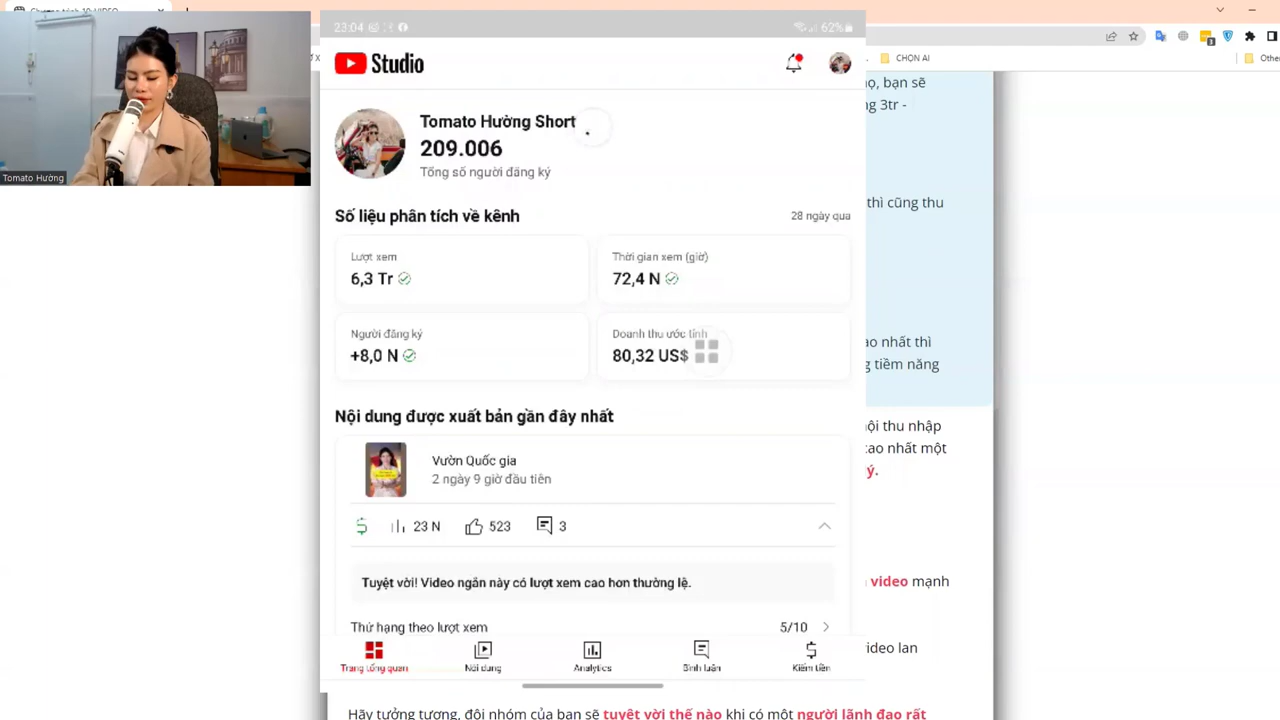 23:04
62%
CHỌN AI
Other
Studio
Tomato Hường Short
209.006
Tổng số người đăng ký
Tomato Hường
Số liệu phân tích về kênh
28 ngày qua
Lượt xem
6,3 Tr
Thời gian xem (giờ)
72,4 N
Người đăng ký
+8,0 N
Doanh thu ước tính
80,32 US$
Nội dung được xuất bản gần đây nhất
Vườn Quốc gia
2 ngày 9 giờ đầu tiên
23 N
523
3
Tuyệt vời! Video ngắn này có lượt xem cao hơn thường lệ.
Thứ hạng theo lượt xem
5/10
Trang tổng quan
Nội dung
Analytics
Bình luận
Kiếm tiền
bạn sẽ
3tr -
thì cũng thu
nhất thì
tiềm năng
thu nhập
cao nhất một
video mạnh
video lan
Hãy tưởng tượng, đội nhóm của bạn sẽ tuyệt vời thế nào khi có một người lãnh đạo rất